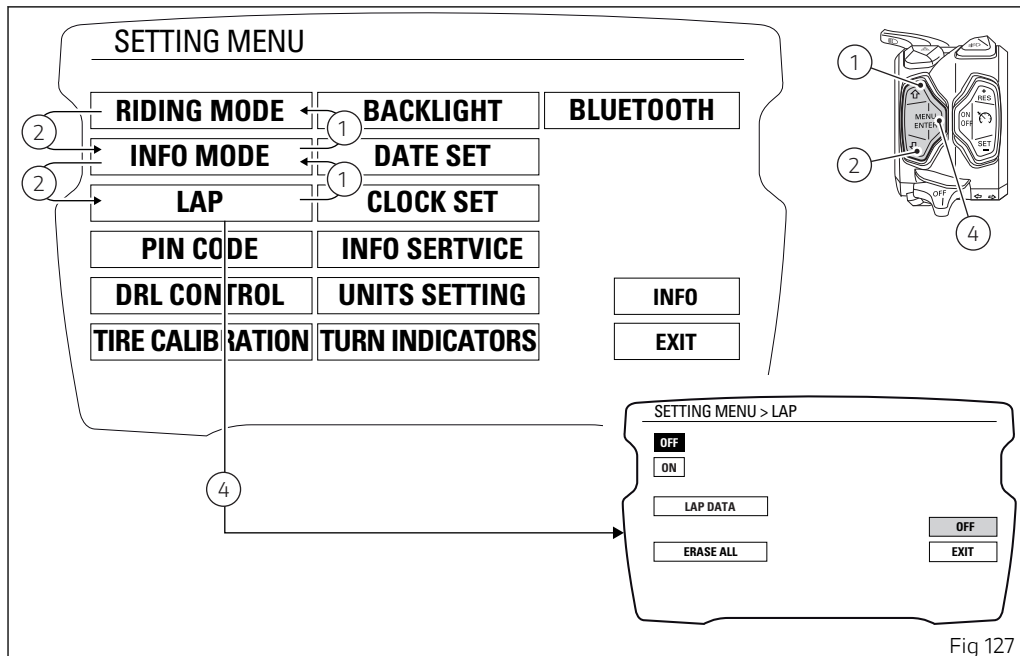 SETTING MENU
RIDING MODE
BACKLIGHT
BLUETOOTH
INFO MODE
DATE SET
LAP
CLOCK SET
PIN CODE
INFO SERTVICE
DRL CONTROL
UNITS SETTING
INFO
TIRE CALIBRATION
TURN INDICATORS
EXIT
2
2
1
1
4
1
2
4
MENU
ENTER
RES
ON
OFF
SET
OFF
SETTING MENU > LAP
OFF
ON
LAP DATA
OFF
ERASE ALL
EXIT
Fig 127